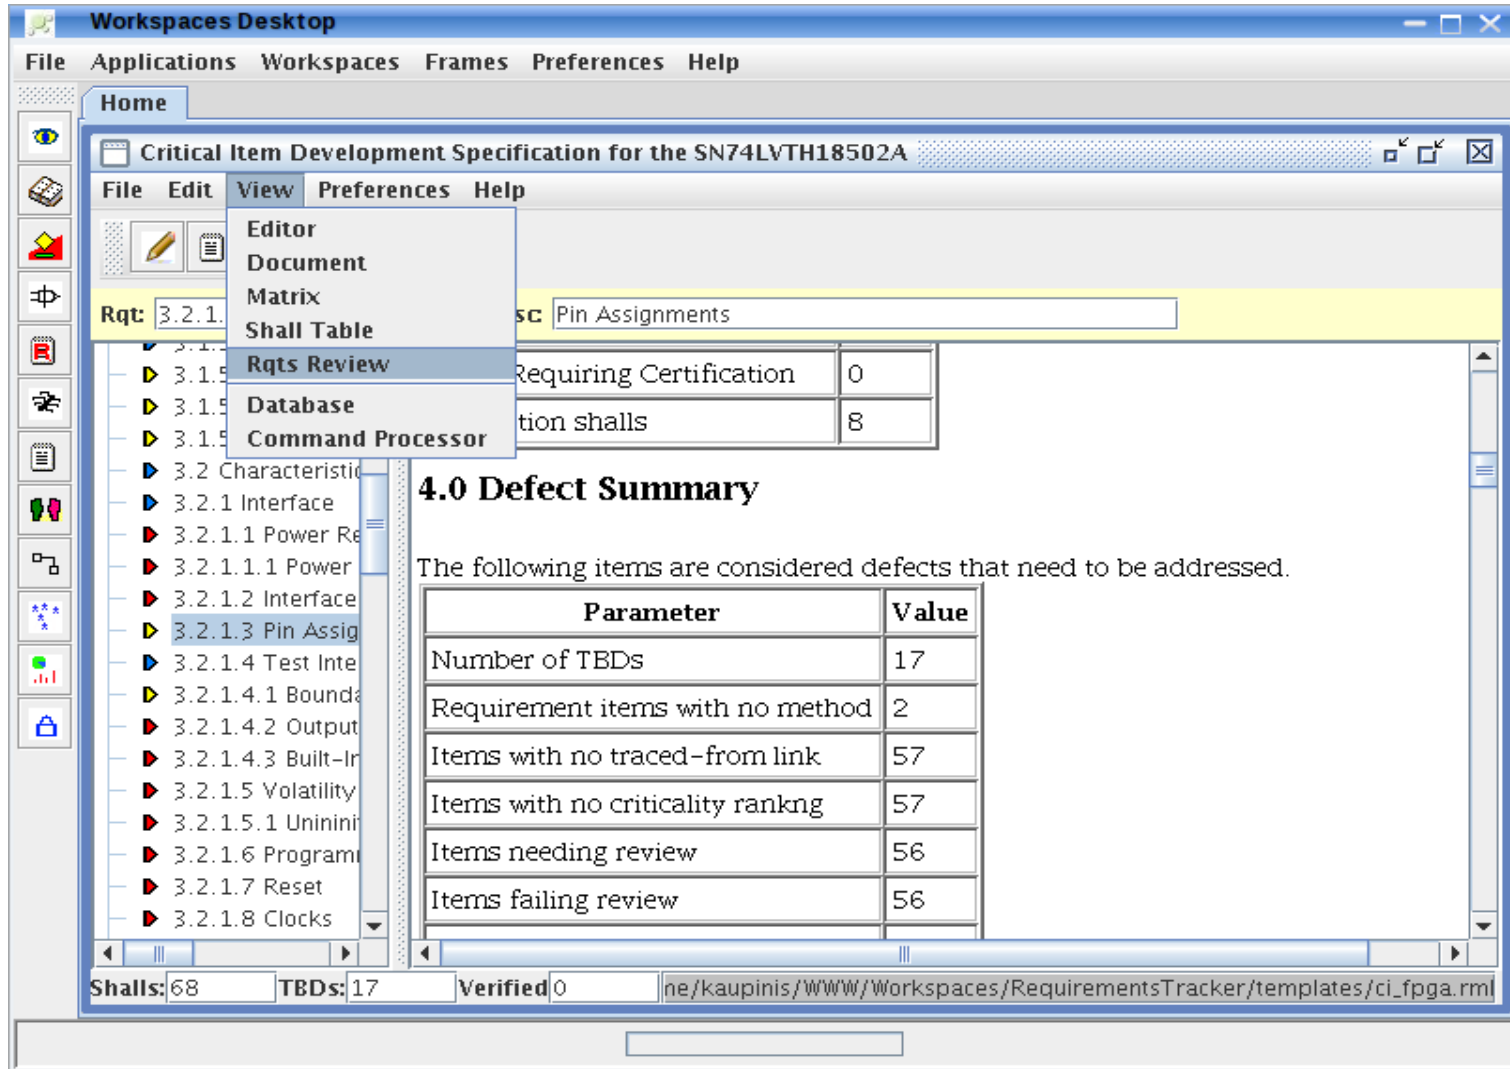 Workspaces Desktop
File Applications Workspaces Frames Preferences Help
Home
Critical Item Development Specification for the SN74LVTH18502A
File Edit View Preferences Help
Editor
Document
Matrix
Shall Table
Rqts Review
Database
Command Processor
Rqt: 3.2.1. sc Pin Assignments
3.1.5
3.1.5
3.1.5
3.2 Characteristic
3.2.1 Interface
3.2.1.1 Power Re
3.2.1.1.1 Power
3.2.1.2 Interface
3.2.1.3 Pin Assig
3.2.1.4 Test Inte
3.2.1.4.1 Bounda
3.2.1.4.2 Output
3.2.1.4.3 Built-In
3.2.1.5 Volatility
3.2.1.5.1 Unininit
3.2.1.6 Program
3.2.1.7 Reset
3.2.1.8 Clocks
Requiring Certification 0
tion shalls 8
4.0 Defect Summary
The following items are considered defects that need to be addressed.
Parameter Value
Number of TBDs 17
Requirement items with no method 2
Items with no traced-from link 57
Items with no criticality rankng 57
Items needing review 56
Items failing review 56
Shalls: 68 TBDs: 17 Verified 0 ne/kaupinis/WWW/Workspaces/RequirementsTracker/templates/ci_fpga.rml